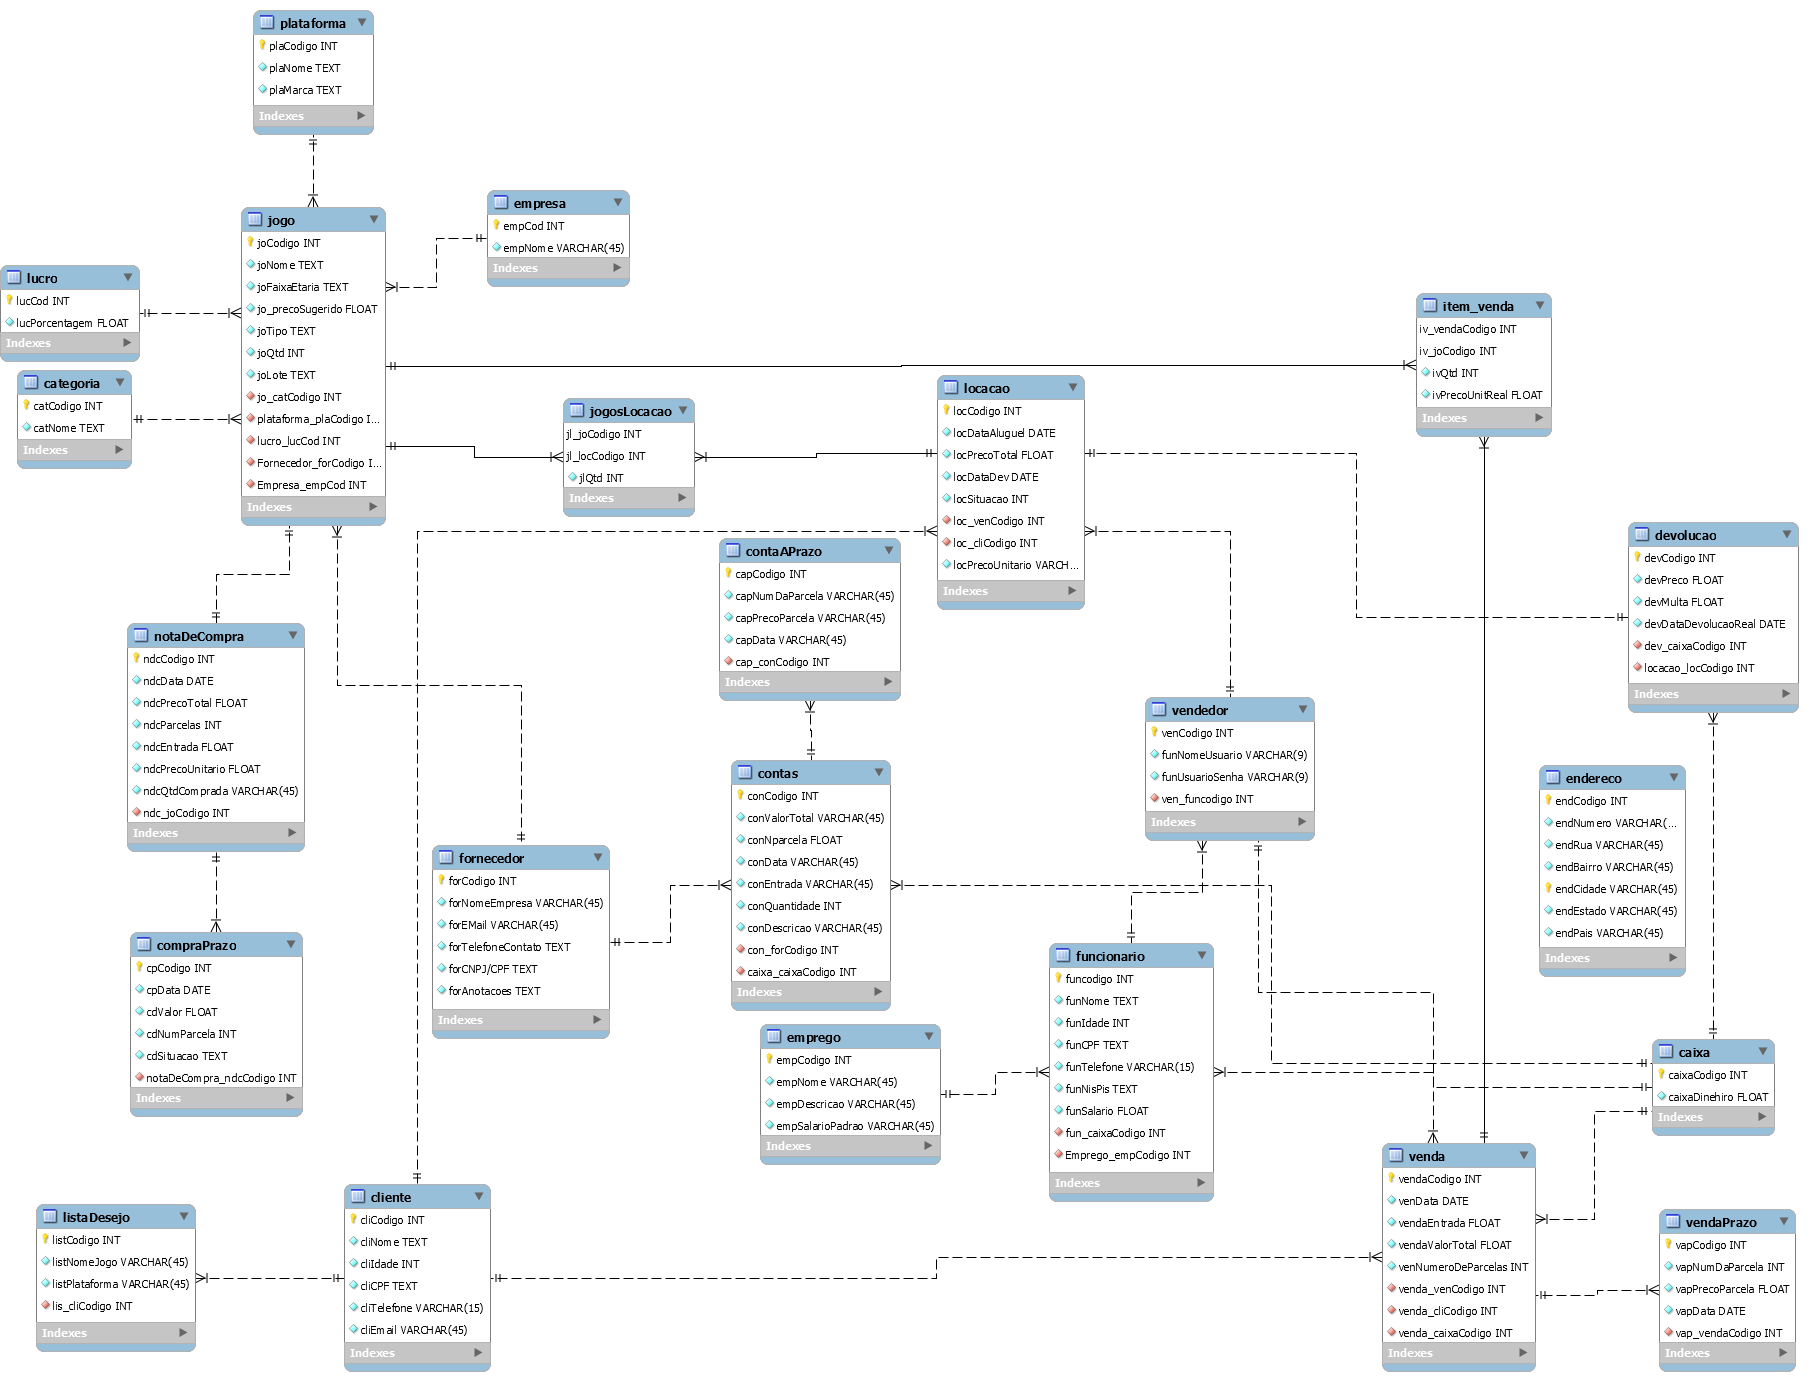 plataforma
placodigo INT
plaNome TEXT
plaMarca TEXT
Indexes
jogo
joCodigo INT
joNome TEXT
joFaixaEtaria TEXT
jo_precoSugerido FLOAT
joTipo TEXT
joQtd INT
joLote TEXT
jo_catCodigo INT
plataforma_plaCodigo I...
lucro_lucCod INT
Fornecedor_forCodigo I...
Empresa_empCod INT
Indexes
empresa
empCod INT
empNome VARCHAR(45)
Indexes
lucro
lucCod INT
lucPorcentagem FLOAT
Indexes
categoria
catCodigo INT
catNome TEXT
Indexes
jogosLocacao
jl_joCodigo INT
jl_locCodigo INT
jlQtd INT
Indexes
locacao
locCodigo INT
locDataAluguel DATE
locPrecoTotal FLOAT
locDataDev DATE
locSituacao INT
loc_venCodigo INT
loc_cliCodigo INT
locPrecoUnitario VARCH...
Indexes
item_venda
iv_vendaCodigo INT
iv_joCodigo INT
ivQtd INT
ivPrecoUnitReal FLOAT
Indexes
devolucao
devCodigo INT
devPreco FLOAT
devMulta FLOAT
devDataDevolucaoReal DATE
dev_caixaCodigo INT
locacao_locCodigo INT
Indexes
contaAPrazo
capCodigo INT
capNumDaParcela VARCHAR(45)
capPrecoParcela VARCHAR(45)
capData VARCHAR(45)
cap_conCodigo INT
Indexes
notaDeCompra
ndcCodigo INT
ndcData DATE
ndcPrecoTotal FLOAT
ndcParcelas INT
ndcEntrada FLOAT
ndcPrecoUnitario FLOAT
ndcQtdComprada VARCHAR(45)
ndc_joCodigo INT
Indexes
vendedor
venCodigo INT
funNomeUsuario VARCHAR(9)
funUsuarioSenha VARCHAR(9)
ven_funcodigo INT
Indexes
contas
conCodigo INT
conValorTotal VARCHAR(45)
conNparcela FLOAT
conData VARCHAR(45)
conEntrada VARCHAR(45)
conQuantidade INT
conDescricao VARCHAR(45)
con_forCodigo INT
caixa_caixaCodigo INT
Indexes
endereco
endCodigo INT
endNumero VARCHAR(...
endRua VARCHAR(45)
endBairro VARCHAR(45)
endCidade VARCHAR(45)
endEstado VARCHAR(45)
endPais VARCHAR(45)
Indexes
fornecedor
forCodigo INT
forNomeEmpresa VARCHAR(45)
forEMail VARCHAR(45)
forTelefoneContato TEXT
forCNPJ/CPF TEXT
forAnotacoes TEXT
Indexes
compraPrazo
cpCodigo INT
cpData DATE
cdValor FLOAT
cdNumParcela INT
cdSituacao TEXT
notaDeCompra_ndcCodigo INT
Indexes
funcionario
funcodigo INT
funNome TEXT
funIdade INT
funCPF TEXT
funTelefone VARCHAR(15)
funNisPis TEXT
funSalario FLOAT
fun_caixaCodigo INT
Emprego_empCodigo INT
Indexes
emprego
empCodigo INT
empNome VARCHAR(45)
empDescricao VARCHAR(45)
empSalarioPadrao VARCHAR(45)
Indexes
caixa
caixaCodigo INT
caixaDinehiro FLOAT
Indexes
venda
vendaCodigo INT
venData DATE
vendaEntrada FLOAT
vendaValorTotal FLOAT
venNumeroDeParcelas INT
venda_venCodigo INT
venda_cliCodigo INT
venda_caixaCodigo INT
Indexes
listaDesejo
listCodigo INT
listNomeJogo VARCHAR(45)
listPlataforma VARCHAR(45)
lis_cliCodigo INT
Indexes
cliente
cliCodigo INT
cliNome TEXT
cliIdade INT
cliCPF TEXT
cliTelefone VARCHAR(15)
cliEmail VARCHAR(45)
Indexes
vendaPrazo
vapCodigo INT
vapNumDaParcela INT
vapPrecoParcela FLOAT
vapData DATE
vap_vendaCodigo INT
Indexes